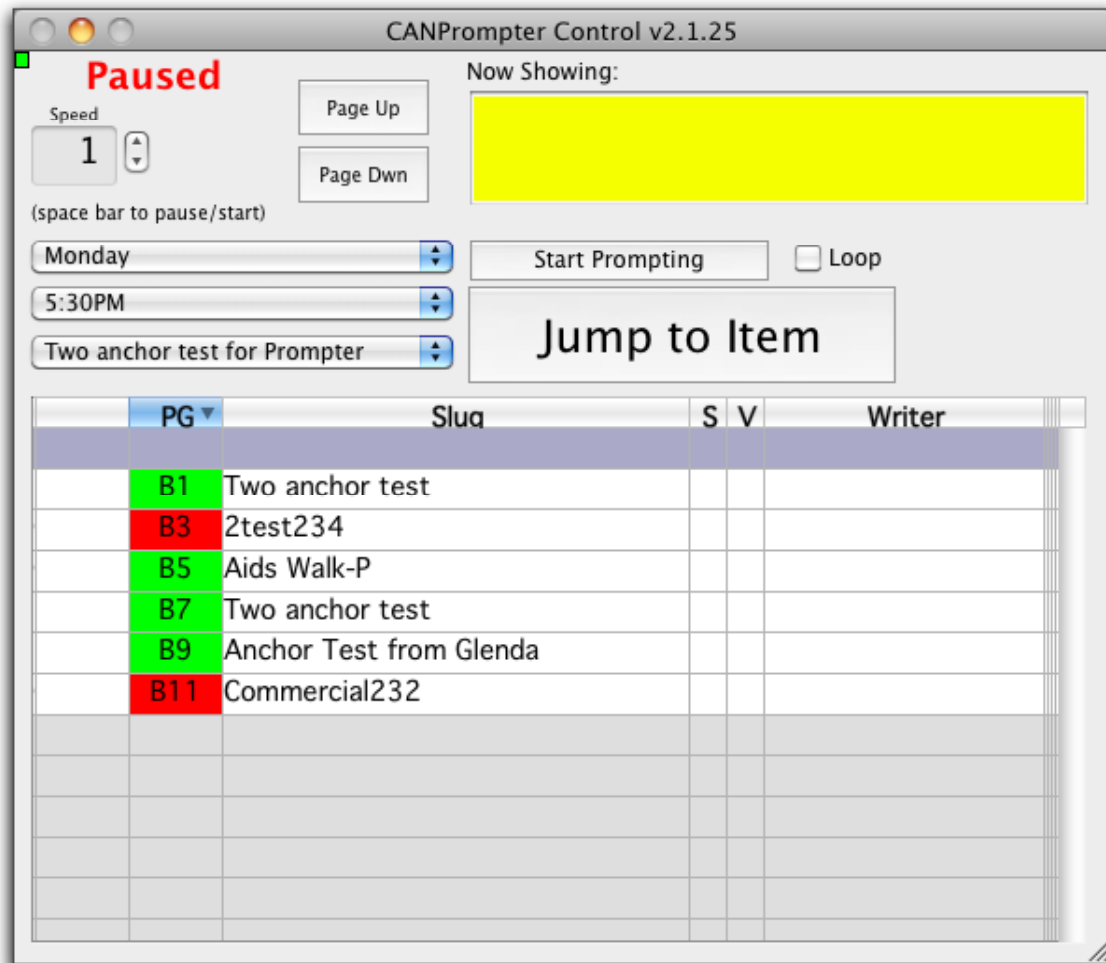 CANPrompter Control v2.1.25
Paused
Now Showing:
Speed
1
Page Up
Page Dwn
(space bar to pause/start)
Monday
Start Prompting
Loop
5:30PM
Jump to Item
Two anchor test for Prompter
PG Slug S V Writer
B1 Two anchor test
B3 2test234
B5 Aids Walk-P
B7 Two anchor test
B9 Anchor Test from Glenda
B11 Commercial232